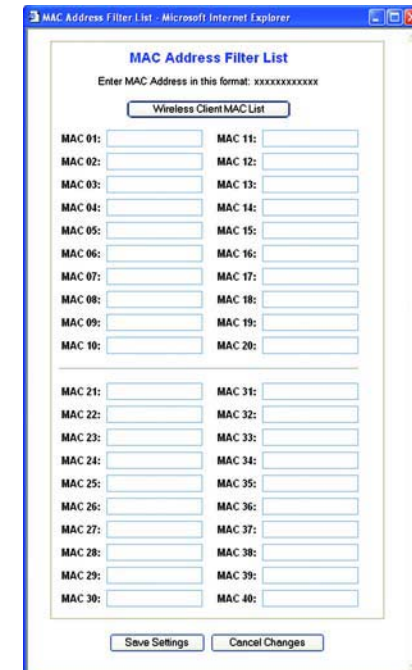 MAC Address Filter List - Microsoft Internet Explorer
MAC Address Filter List
Enter MAC Address in this format: xxxxxxxxxxxx
Wireless Client MAC List
MAC 01: MAC 11:
MAC 02: MAC 12:
MAC 03: MAC 13:
MAC 04: MAC 14:
MAC 05: MAC 15:
MAC 06: MAC 16:
MAC 07: MAC 17:
MAC 08: MAC 18:
MAC 09: MAC 19:
MAC 10: MAC 20:
MAC 21: MAC 31:
MAC 22: MAC 32:
MAC 23: MAC 33:
MAC 24: MAC 34:
MAC 25: MAC 35:
MAC 26: MAC 36:
MAC 27: MAC 37:
MAC 28: MAC 38:
MAC 29: MAC 39:
MAC 30: MAC 40:
Save Settings Cancel Changes